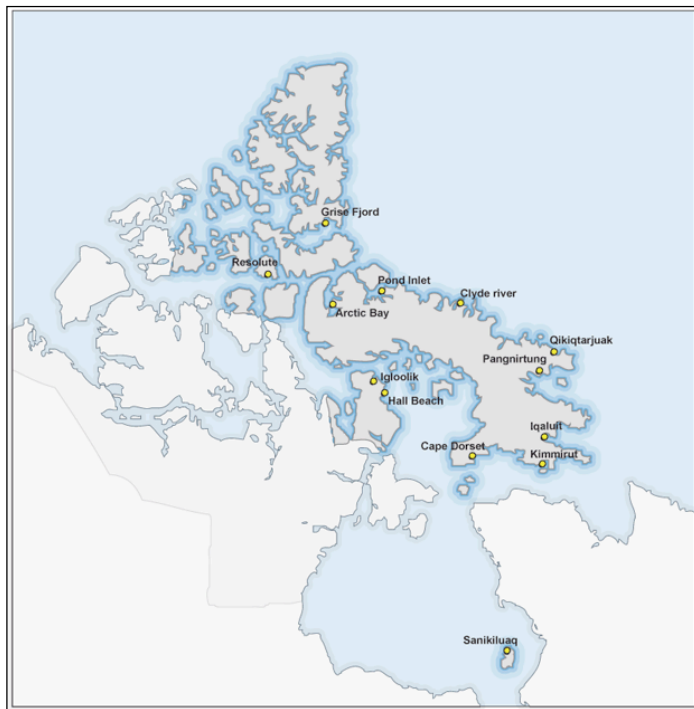 Grise Fjord
Resolute
Pond Inlet
Clyde river
Arctic Bay
Qikiqtarjuak
Pangnirtung
Igloolik
Hall Beach
Iqaluit
Cape Dorset
Kimmirut
Sanikiluaq